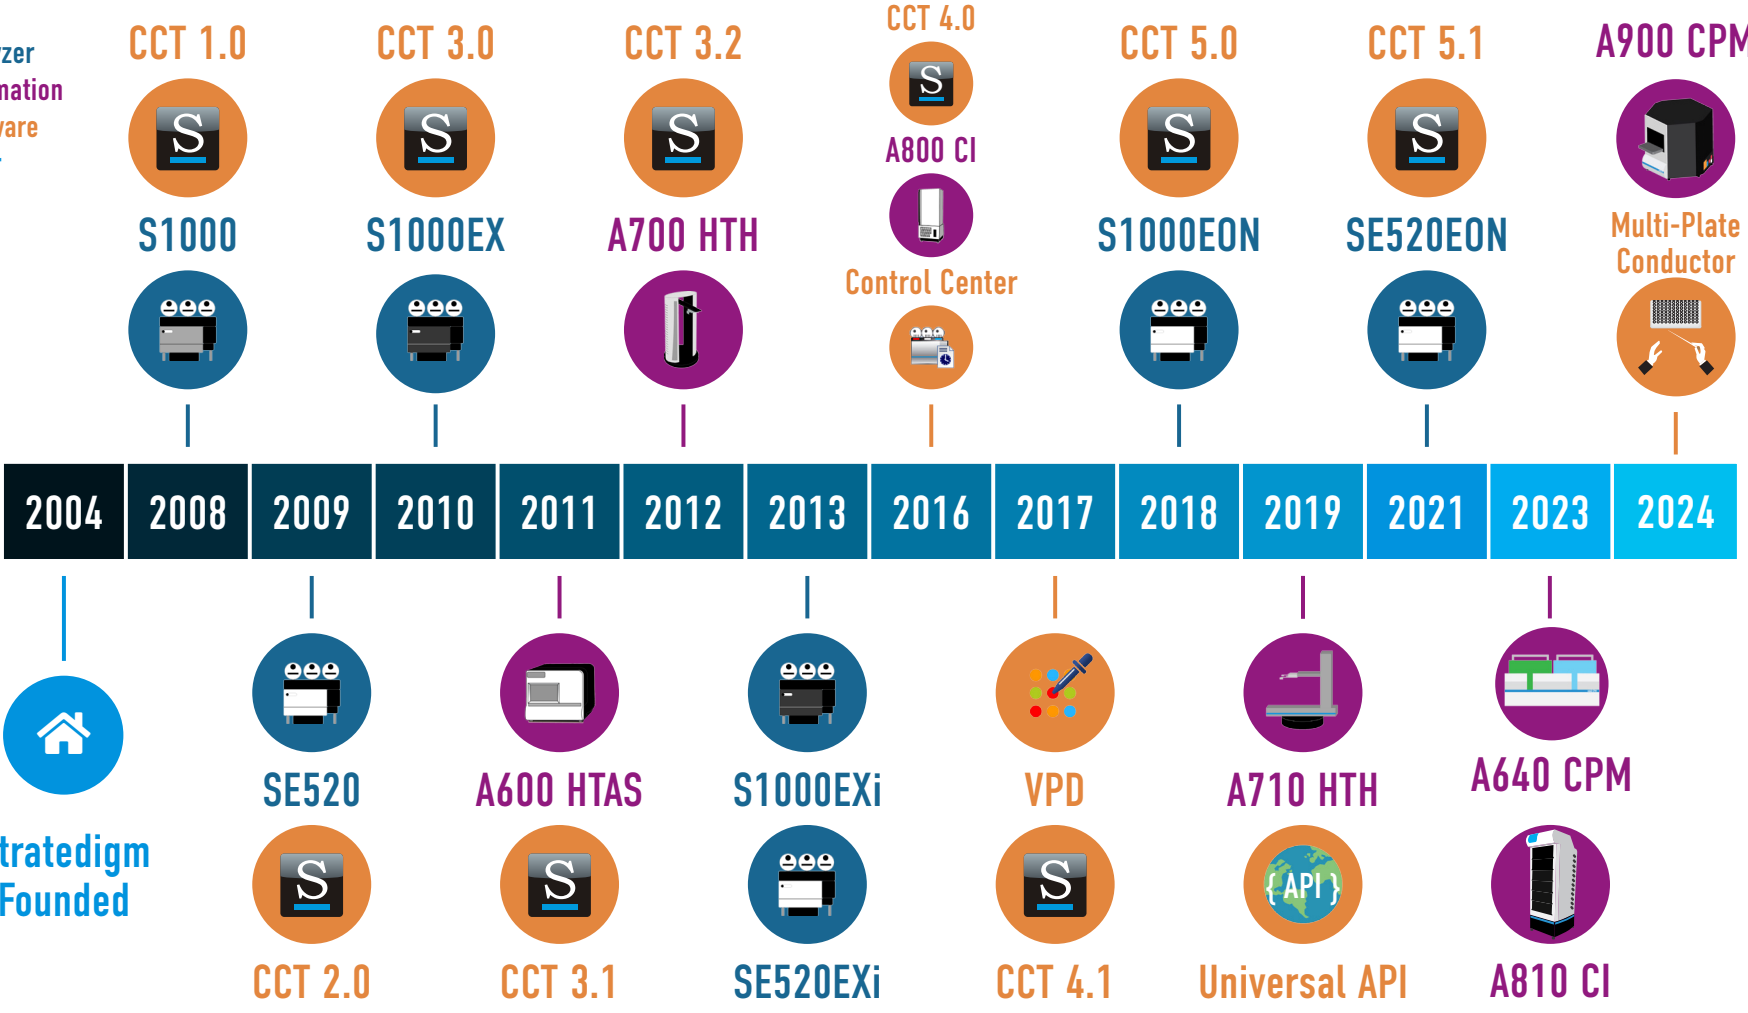 yzer
mation
ware
CCT 1.0
S
S1000
CCT 3.0
S
S1000EX
CCT 3.2
S
A700 HTH
CCT 4.0
S
A800 CI
Control Center
CCT 5.0
S
S1000EON
CCT 5.1
S
SE520EON
A900 CPM
Multi-Plate
Conductor
2004 2008 2009 2010 2011 2012 2013 2016 2017 2018 2019 2021 2023 2024
tratedigm
Founded
SE520
S
CCT 2.0
A600 HTAS
S
CCT 3.1
S1000EXi
SE520EXi
VPD
S
CCT 4.1
A710 HTH
{ API }
Universal API
A640 CPM
A810 CI